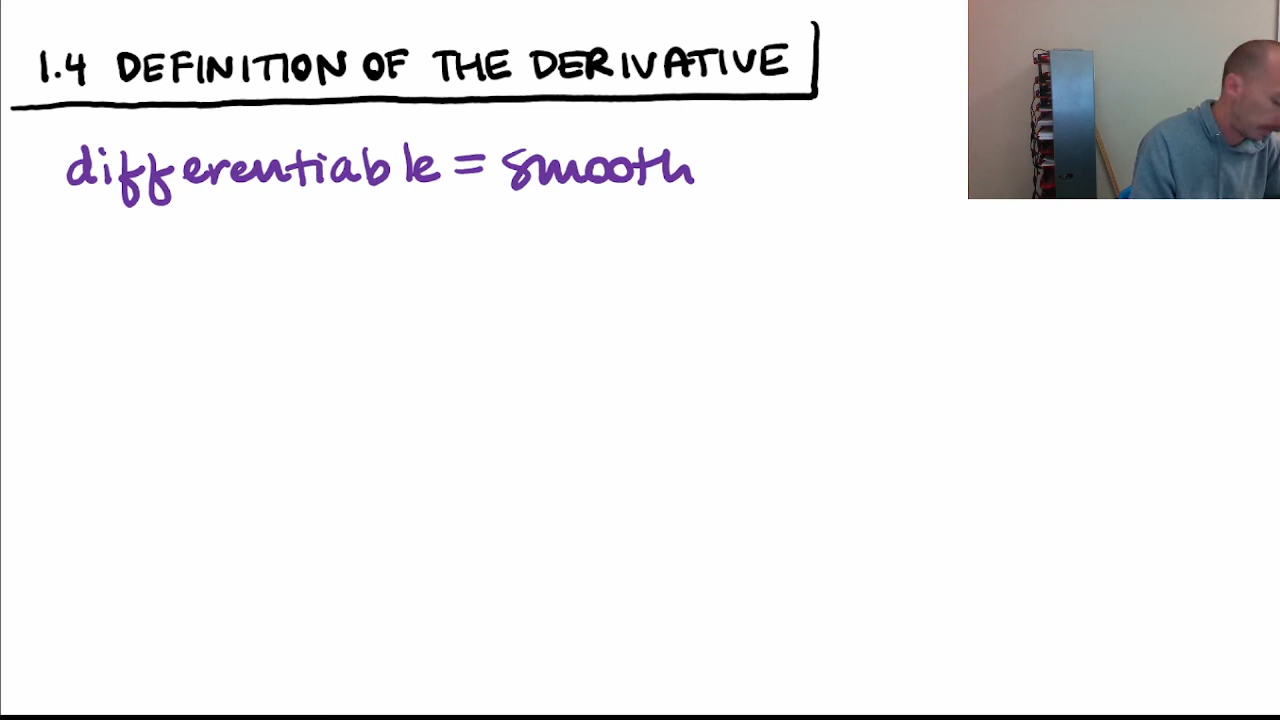 1.4 DEFINITION OF THE DERIVATIVE
differentiable = smooth